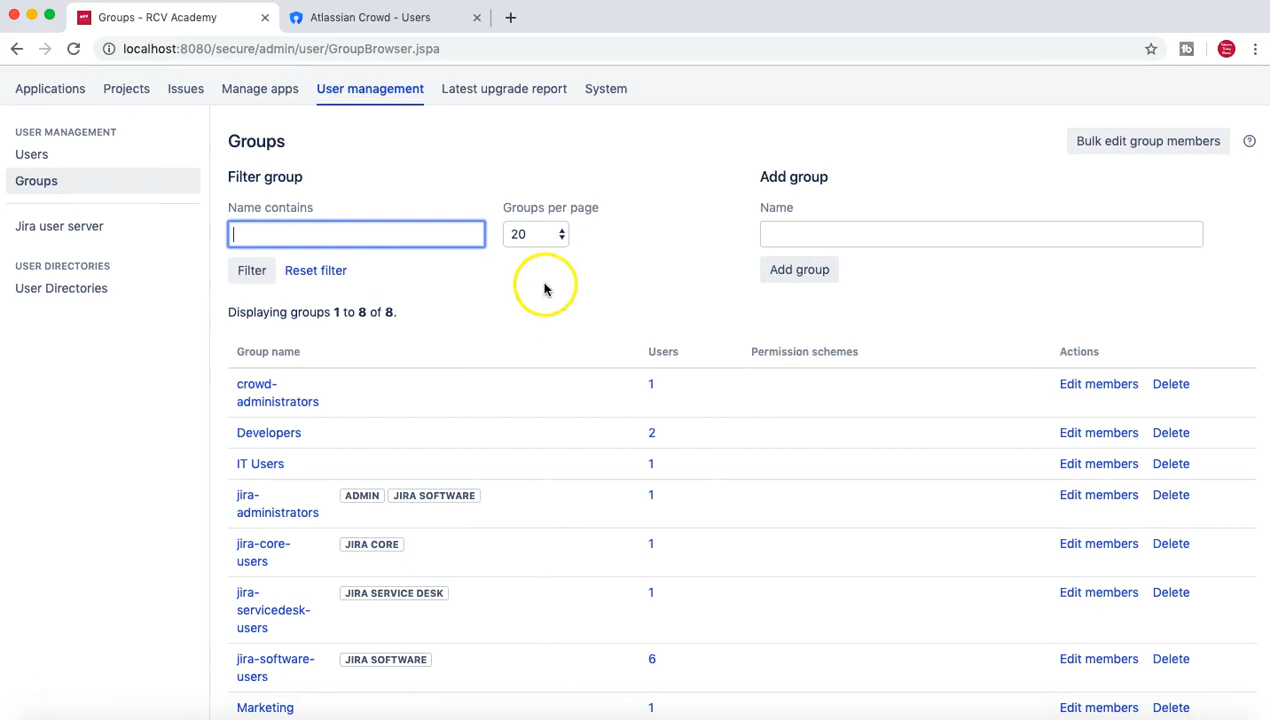 Groups - RCV Academy
Atlassian Crowd - Users
localhost:8080/secure/admin/user/GroupBrowser.jspa
Applications Projects Issues Manage apps User management Latest upgrade report System
USER MANAGEMENT
Users
Groups
Jira user server
USER DIRECTORIES
User Directories
Groups
Bulk edit group members
Filter group
Name contains
Groups per page
20
Filter Reset filter
Add group
Name
Add group
Displaying groups 1 to 8 of 8.
Group name Users Permission schemes Actions
crowd-
administrators
1 Edit members Delete
Developers 2 Edit members Delete
IT Users 1 Edit members Delete
jira-
administrators
ADMIN JIRA SOFTWARE 1 Edit members Delete
jira-core-
users
JIRA CORE 1 Edit members Delete
jira-
servicedesk-
users
JIRA SERVICE DESK 1 Edit members Delete
jira-software-
users
JIRA SOFTWARE 6 Edit members Delete
Marketing 1 Edit members Delete